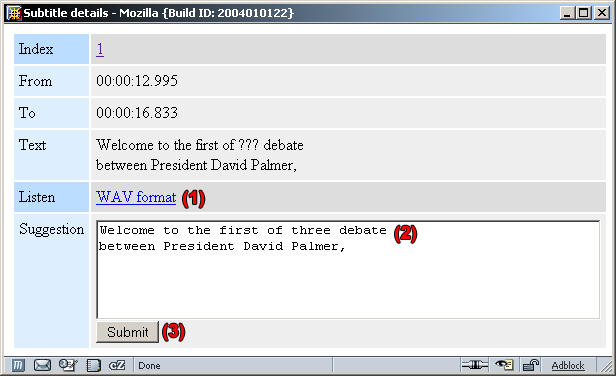 Subtitle details - Mozilla {Build ID: 2004010122}
Index 1
From 00:00:12.995
To 00:00:16.833
Text Welcome to the first of ??? debate
between President David Palmer,
Listen WAV format (1)
Suggestion Welcome to the first of three debate (2)
between President David Palmer,
Submit (3)
Done Adblock